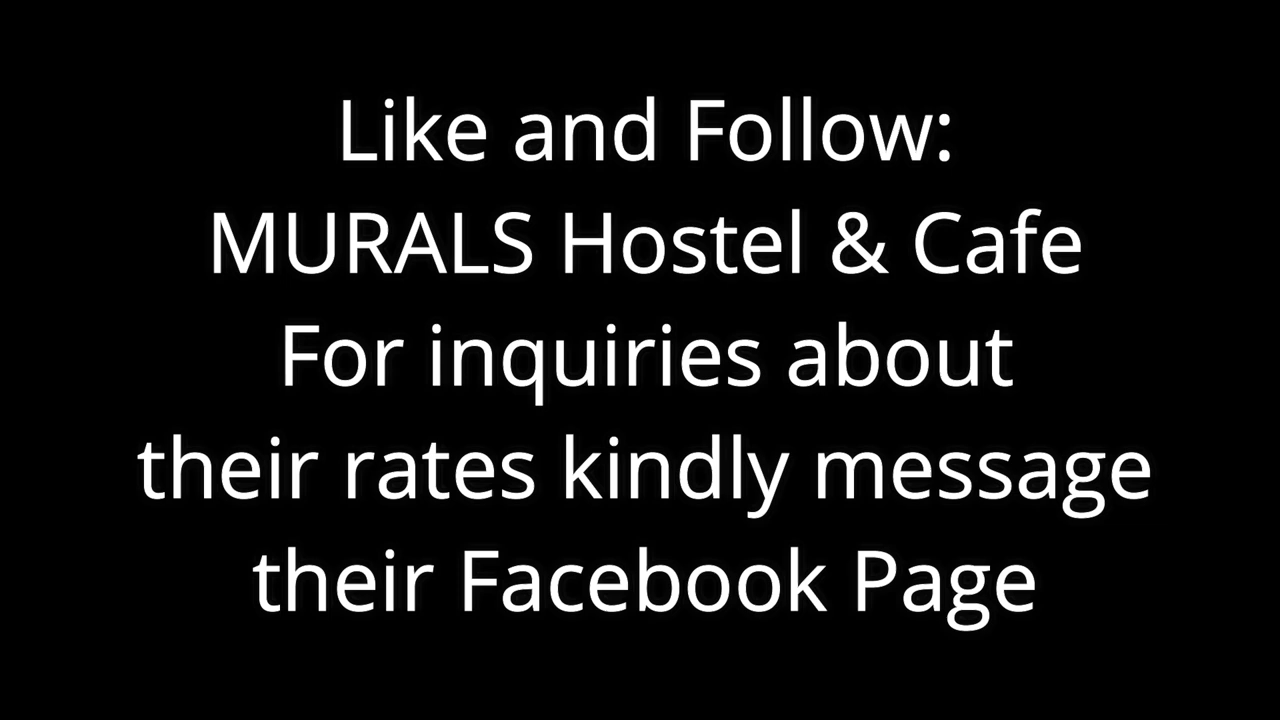 Like and Follow:
MURALS Hostel & Cafe
For inquiries about
their rates kindly message
their Facebook Page